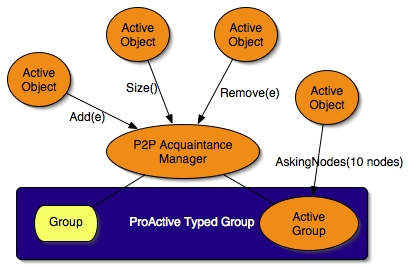 Active
Object
Active
Object
Active
Object
Active
Object
Size()
Remove(e)
Add(e)
P2P Acquaintance
Manager
AskingNodes(10 nodes)
Group
ProActive Typed Group
Active
Group